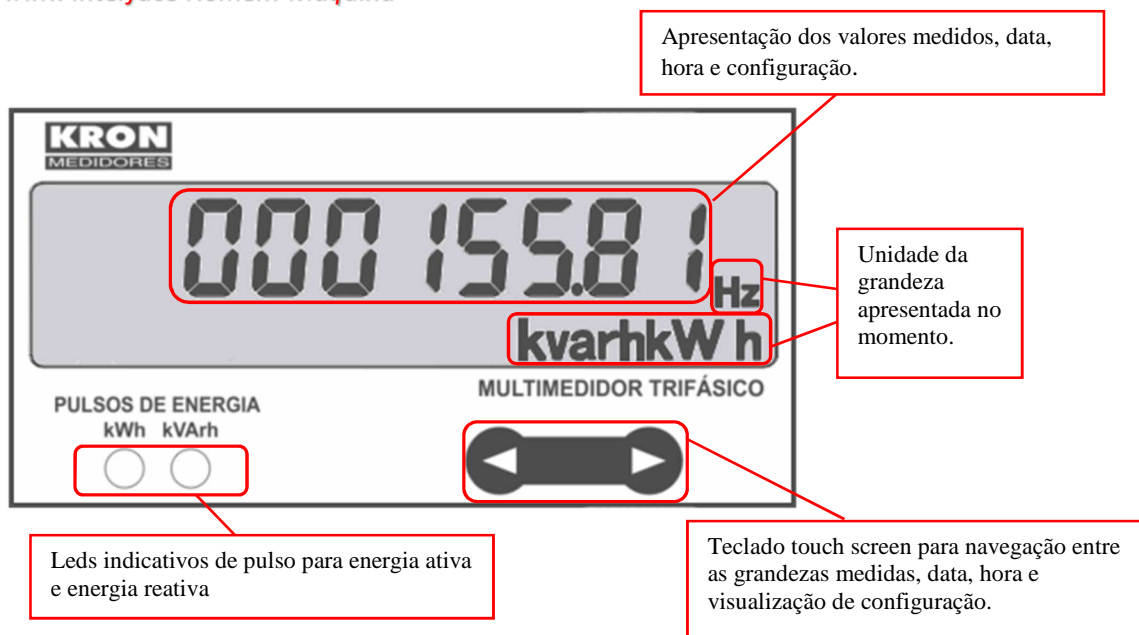 Apresentação dos valores medidos, data,
hora e configuração.
KRON
MEDIDORES
000155.81
Hz
kvarhkW h
Unidade da
grandeza
apresentada no
momento.
MULTIMEDIDOR TRIFÁSICO
PULSOS DE ENERGIA
kWh kVArh
Leds indicativos de pulso para energia ativa
e energia reativa
Teclado touch screen para navegação entre
as grandezas medidas, data, hora e
visualização de configuração.